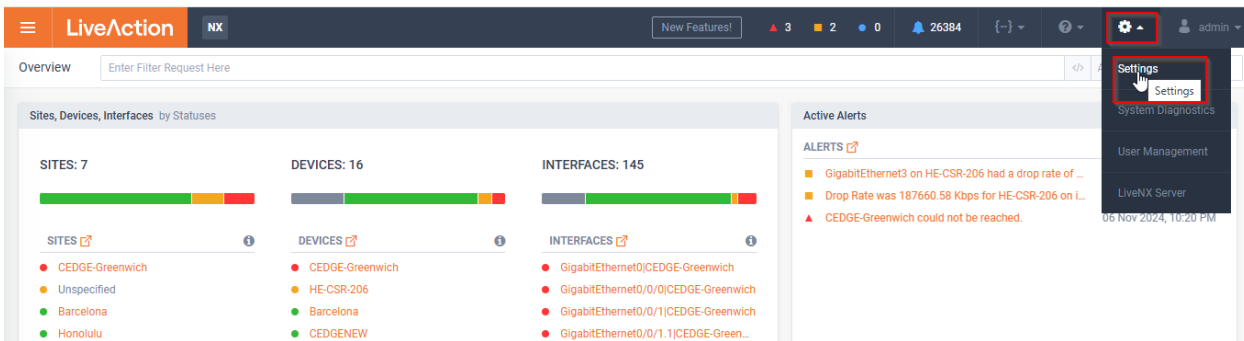 LiveAction NX New Features! 3 2 0 26384 {--} admin
Overview Enter Filter Request Here </> A
Settings
Settings
System Diagnostics
User Management
LiveNX Server
Sites, Devices, Interfaces by Statuses
SITES: 7 DEVICES: 16 INTERFACES: 145
SITES DEVICES INTERFACES
CEDGE-Greenwich CEDGE-Greenwich GigabitEthernet0|CEDGE-Greenwich
Unspecified HE-CSR-206 GigabitEthernet0/0/0|CEDGE-Greenwich
Barcelona Barcelona GigabitEthernet0/0/1|CEDGE-Greenwich
Honolulu CEDGENEW GigabitEthernet0/0/1.1|CEDGE-Green...
Active Alerts
ALERTS
GigabitEthernet3 on HE-CSR-206 had a drop rate of ...
Drop Rate was 187660.58 Kbps for HE-CSR-206 on i...
CEDGE-Greenwich could not be reached. 06 Nov 2024, 10:20 PM